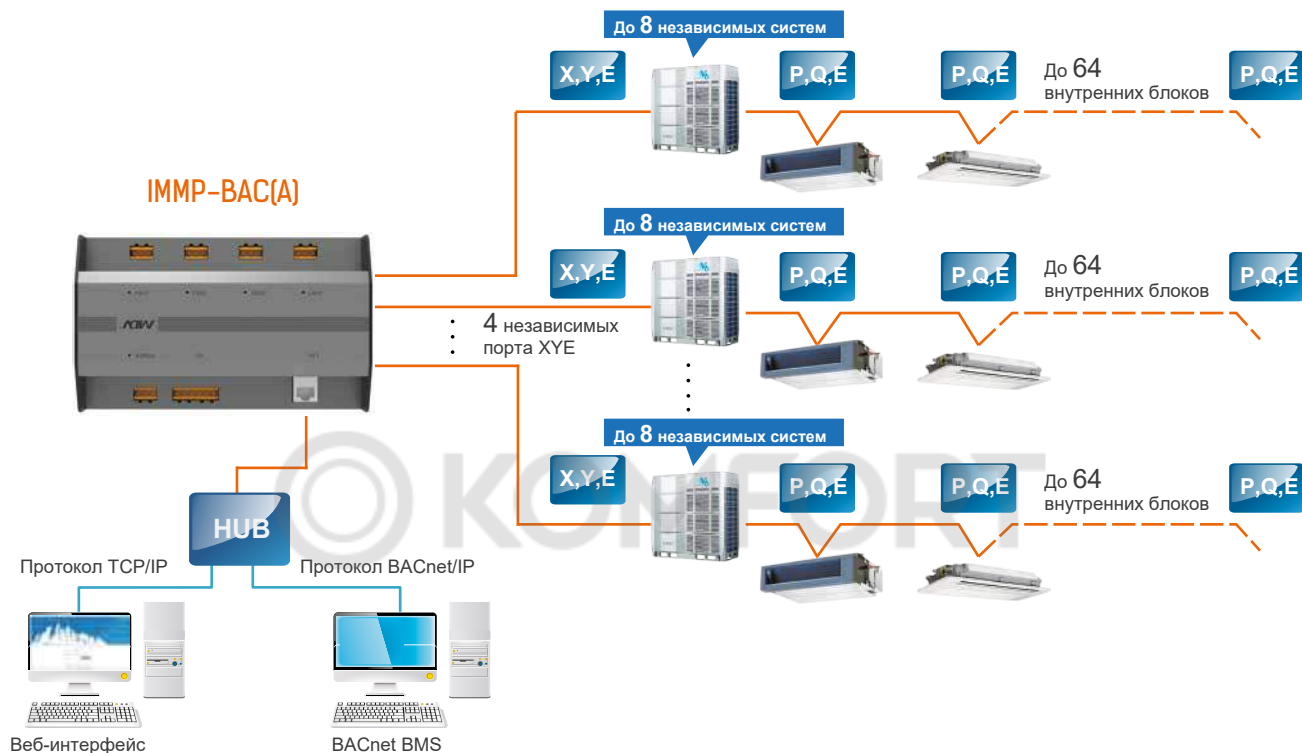 До 8 независимых систем
X,Y,E
P,Q,E
P,Q,E
До 64
внутренних блоков
P,Q,E
IMMP-BAC(A)
До 8 независимых систем
X,Y,E
P,Q,E
P,Q,E
До 64
внутренних блоков
P,Q,E
MDV
4 независимых
порта XYE
До 8 независимых систем
X,Y,E
P,Q,E
P,Q,E
До 64
внутренних блоков
P,Q,E
KOMFORT
HUB
Протокол TCP/IP
Протокол BACnet/IP
Веб-интерфейс
BACnet BMS